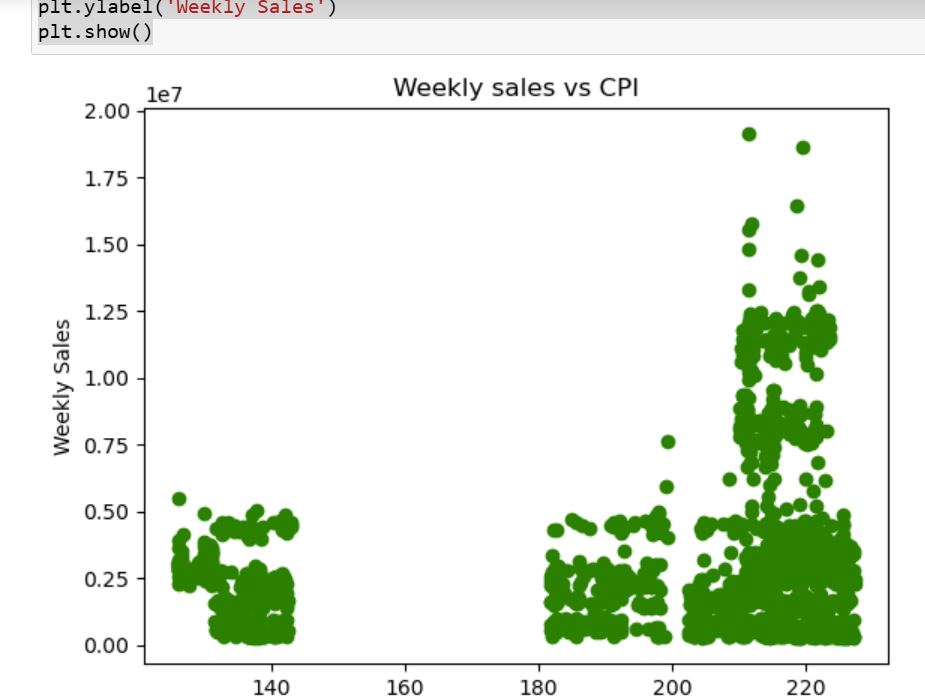 plt.ylabel('Weekly Sales')
plt.show()
Weekly sales vs CPI
1e7
2.00
1.75
1.50
1.25
1.00
0.75
0.50
0.25
0.00
Weekly Sales
140 160 180 200 220